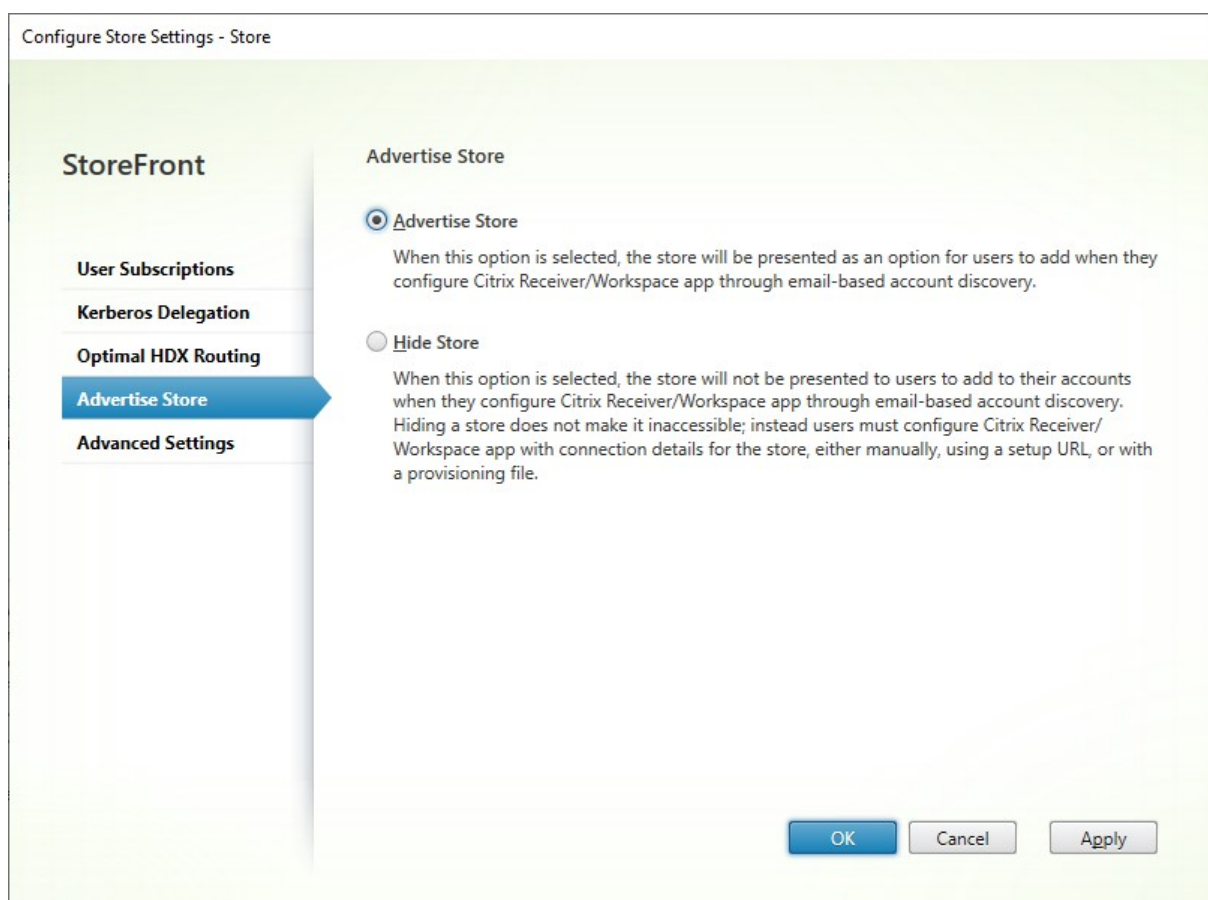 Configure Store Settings - Store
StoreFront
User Subscriptions
Kerberos Delegation
Optimal HDX Routing
Advertise Store
Advanced Settings
Advertise Store
Advertise Store
When this option is selected, the store will be presented as an option for users to add when they
configure Citrix Receiver/Workspace app through email-based account discovery.
Hide Store
When this option is selected, the store will not be presented to users to add to their accounts
when they configure Citrix Receiver/Workspace app through email-based account discovery.
Hiding a store does not make it inaccessible; instead users must configure Citrix Receiver/
Workspace app with connection details for the store, either manually, using a setup URL, or with
a provisioning file.
OK
Cancel
Apply